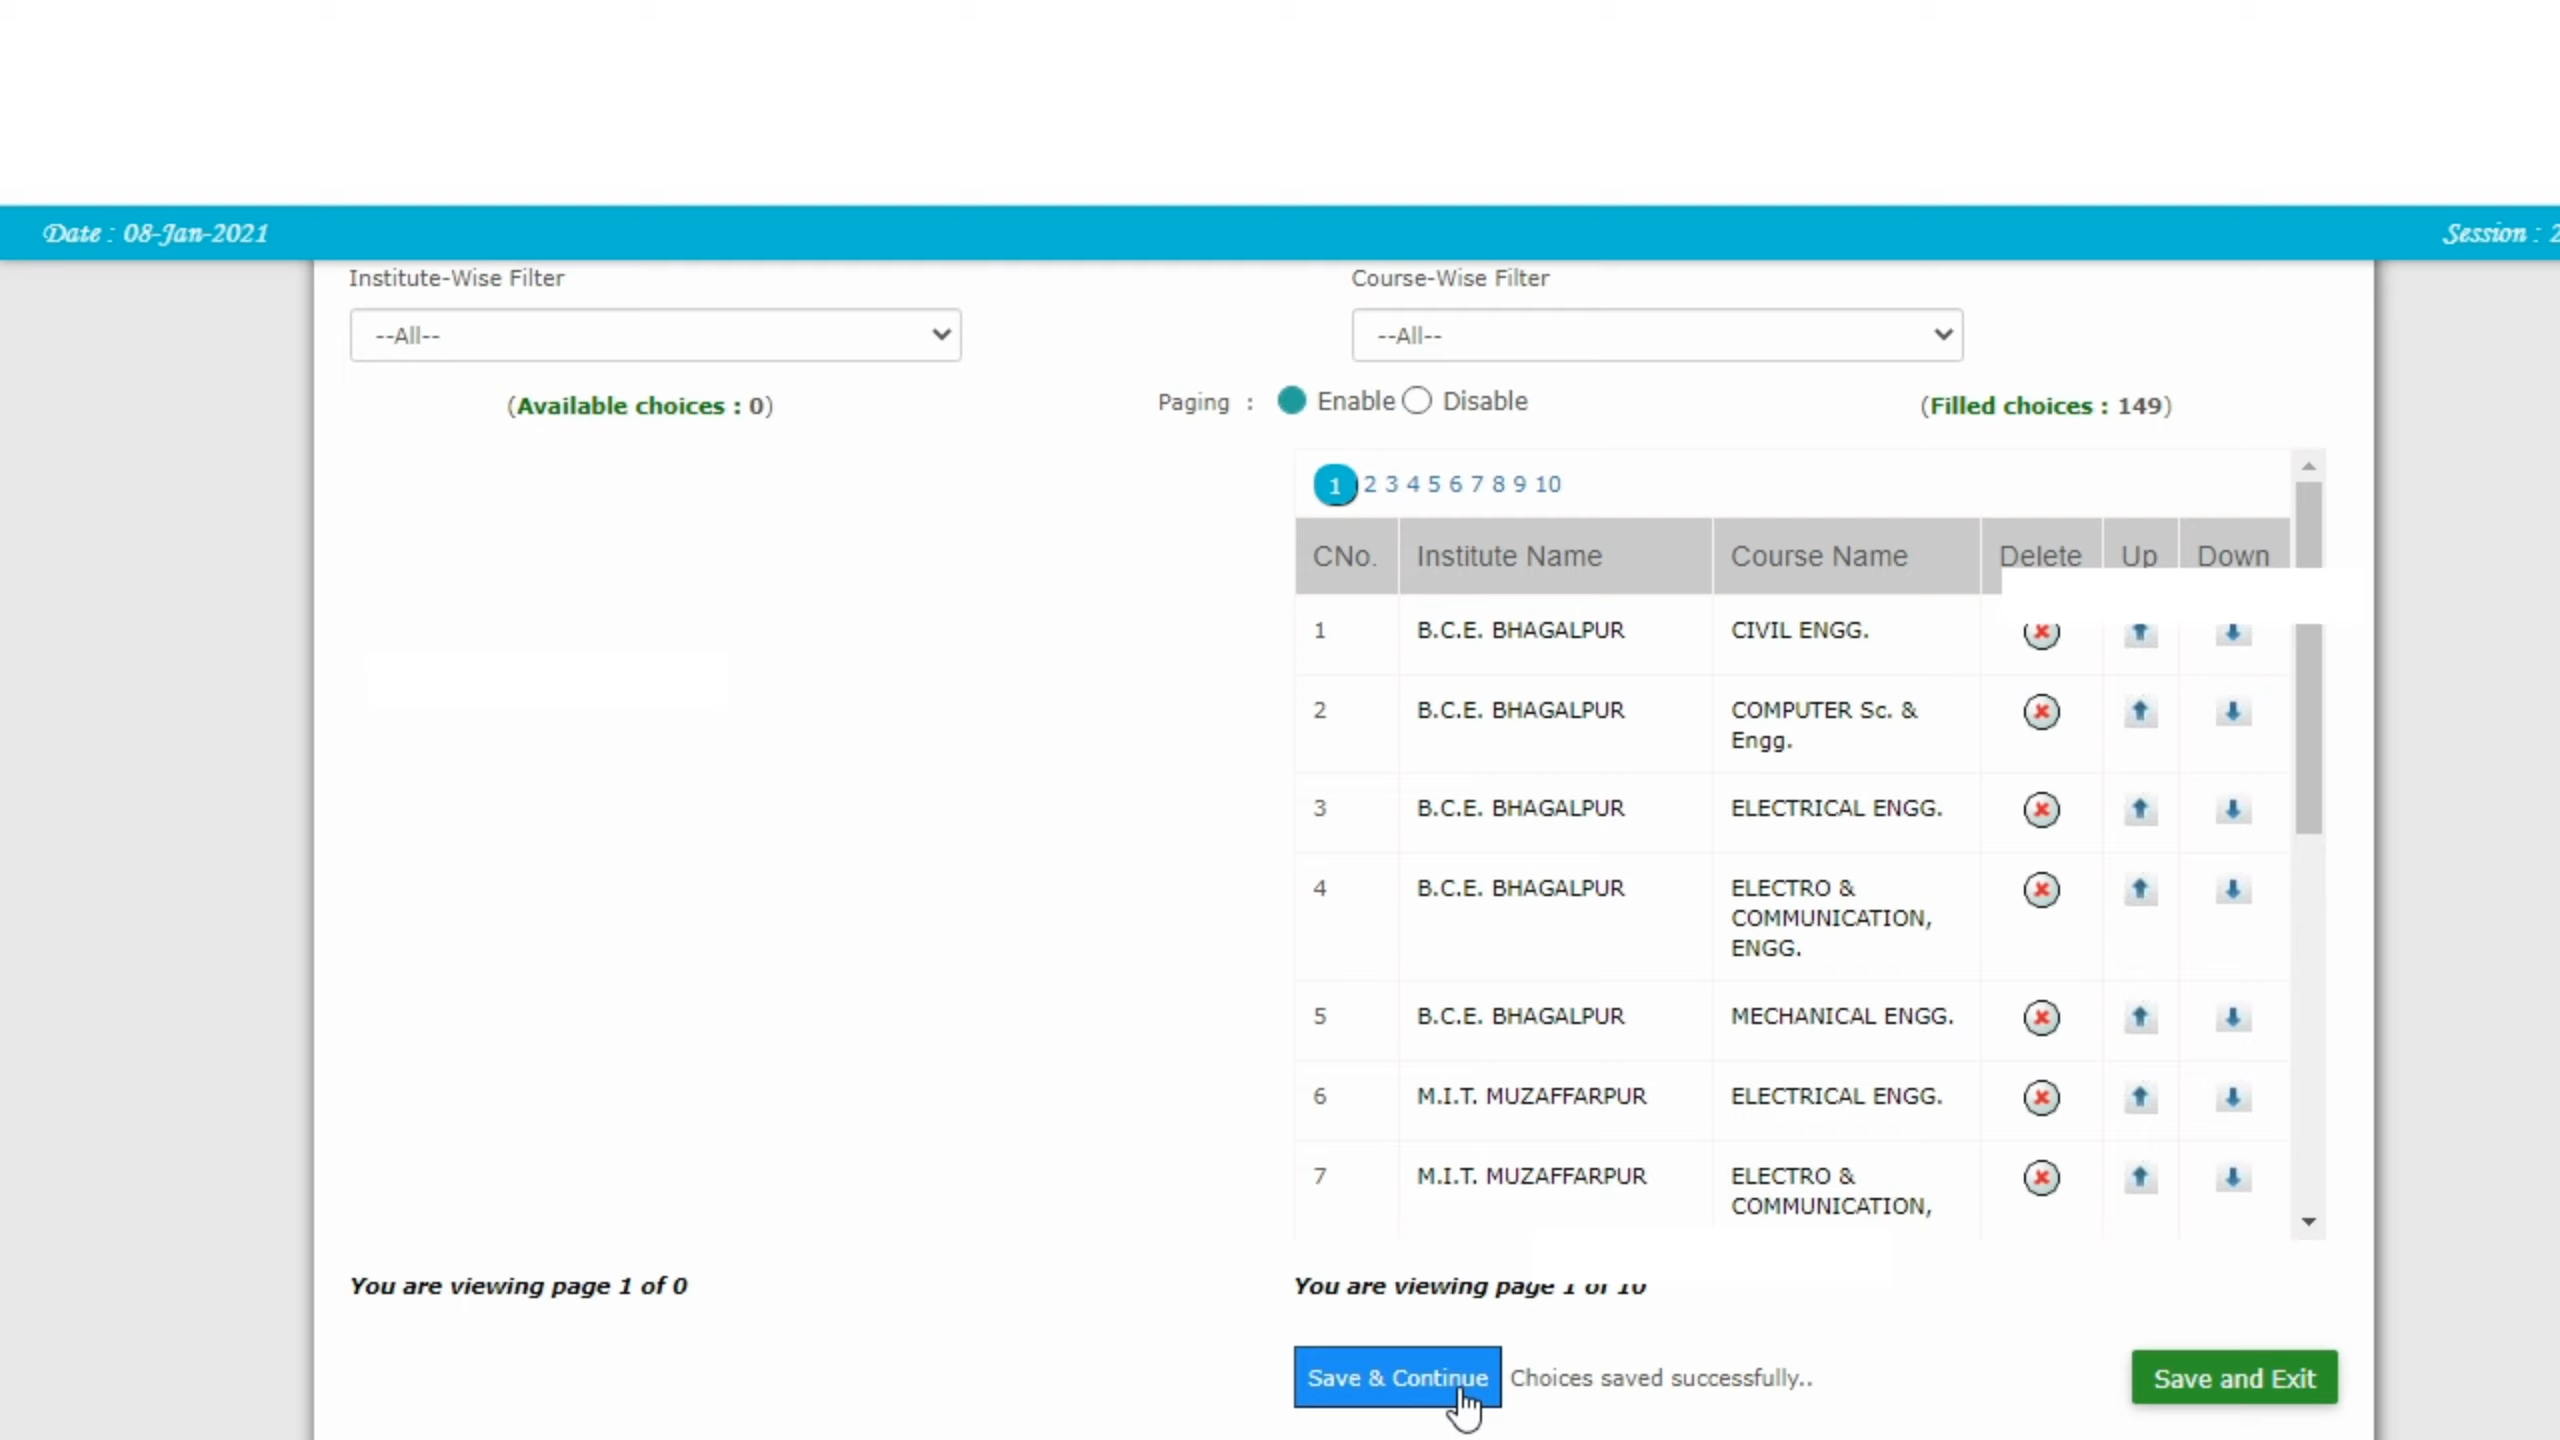 Date : 08-Jan-2021
Session : 2
Institute-Wise Filter
Course-Wise Filter
--All--
--All--
(Available choices : 0)
Paging :
Enable
Disable
(Filled choices : 149)
1 2 3 4 5 6 7 8 9 10
CNo. Institute Name Course Name Delete Up Down
1 B.C.E. BHAGALPUR CIVIL ENGG.
2 B.C.E. BHAGALPUR COMPUTER Sc. &
Engg.
3 B.C.E. BHAGALPUR ELECTRICAL ENGG.
4 B.C.E. BHAGALPUR ELECTRO &
COMMUNICATION,
ENGG.
5 B.C.E. BHAGALPUR MECHANICAL ENGG.
6 M.I.T. MUZAFFARPUR ELECTRICAL ENGG.
7 M.I.T. MUZAFFARPUR ELECTRO &
COMMUNICATION,
You are viewing page 1 of 0
You are viewing page 1 of 10
Save & Continue
Choices saved successfully..
Save and Exit